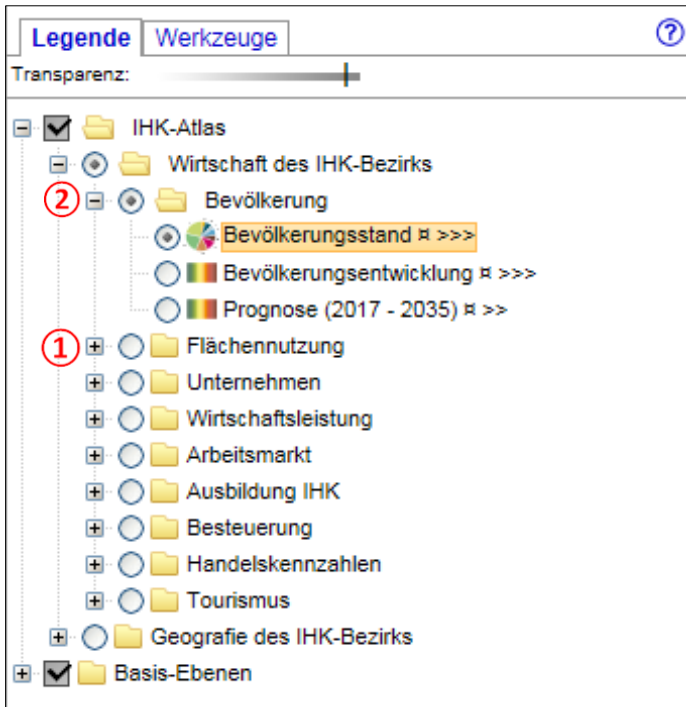 Legende Werkzeuge ?
Transparenz:
IHK-Atlas
Wirtschaft des IHK-Bezirks
2 Bevölkerung
Bevölkerungsstand ¤ >>>
Bevölkerungsentwicklung ¤ >>>
Prognose (2017 - 2035) ¤ >>
1 Flächennutzung
Unternehmen
Wirtschaftsleistung
Arbeitsmarkt
Ausbildung IHK
Besteuerung
Handelskennzahlen
Tourismus
Geografie des IHK-Bezirks
Basis-Ebenen